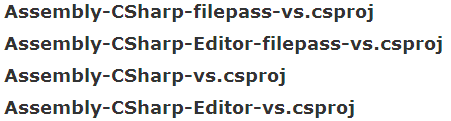 Assembly-CSharp-filepass-vs.csproj
Assembly-CSharp-Editor-filepass-vs.csproj
Assembly-CSharp-vs.csproj
Assembly-CSharp-Editor-vs.csproj